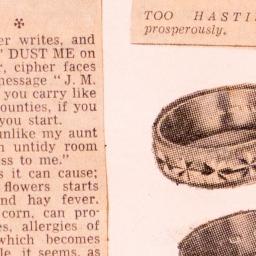 *
er writes, and
" DUST ME on
r, cipher faces
message " J. M.
you carry like
ounties, if you
you start.
unlike my aunt
n untidy room
ss to me."
s it can cause;
flowers starts
nd hay fever.
corn, can pro-
es, allergies of
which becomes
le, it seems, as
TOO HASTI
prosperously.